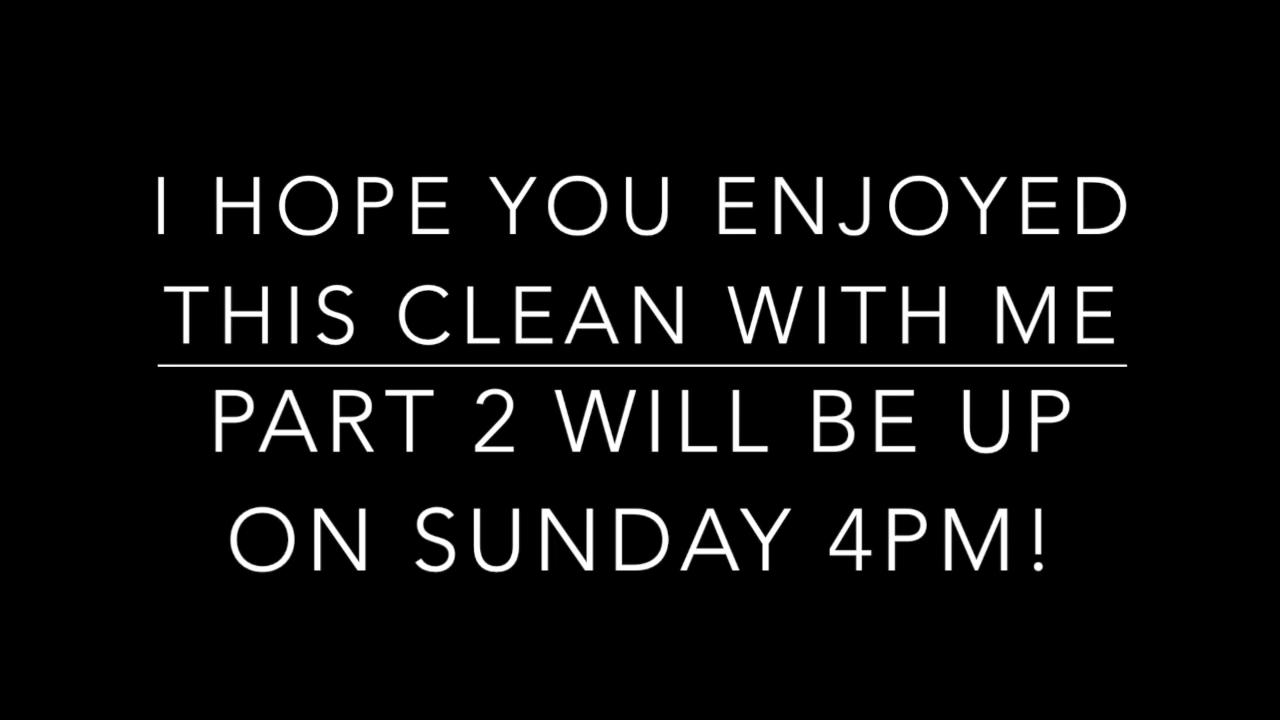 I HOPE YOU ENJOYED
THIS CLEAN WITH ME
PART 2 WILL BE UP
ON SUNDAY 4PM!